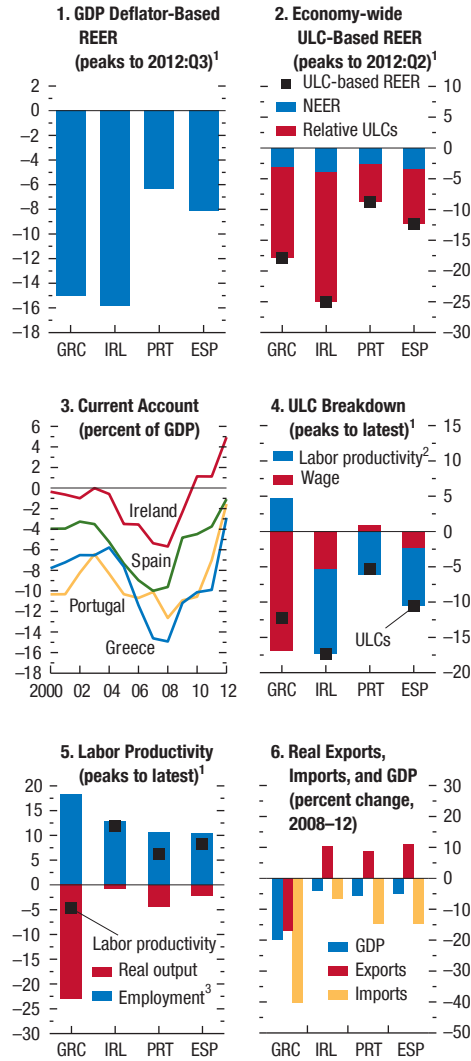 1. GDP Deflator-Based
REER
(peaks to 2012:Q3)¹
2
0
−2
−4
−6
−8
−10
−12
−14
−16
−18
GRC IRL PRT ESP
2. Economy-wide
ULC-Based REER
(peaks to 2012:Q2)¹
ULC-based REER
NEER
Relative ULCs
10
5
0
−5
−10
−15
−20
−25
−30
GRC IRL PRT ESP
3. Current Account
(percent of GDP)
6
4
2
0
−2
−4
−6
−8
−10
−12
−14
−16
−18
Ireland
Spain
Portugal
Greece
2000 02 04 06 08 10 12
4. ULC Breakdown
(peaks to latest)¹
Labor productivity²
Wage
15
10
5
0
−5
−10
−15
−20
ULCs
GRC IRL PRT ESP
5. Labor Productivity
(peaks to latest)¹
20
15
10
5
0
−5
−10
−15
−20
−25
−30
Labor productivity
Real output
Employment³
GRC IRL PRT ESP
6. Real Exports,
Imports, and GDP
(percent change,
2008–12)
30
20
10
0
−10
−20
−30
−40
−50
GDP
Exports
Imports
GRC IRL PRT ESP